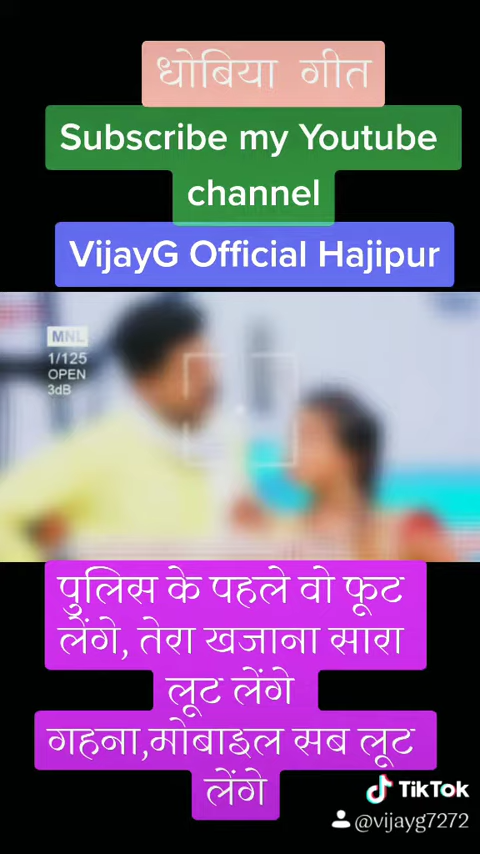 धोबिया गीत
Subscribe my Youtube
channel
VijayG Official Hajipur
MNL
1/125
OPEN
3dB
पुलिस के पहले वो फूट
लेंगे, तेरा खजाना सारा
लूट लेंगे
गहना,मोबाइल सब लूट
लेंगे
TikTok
@vijayg7272